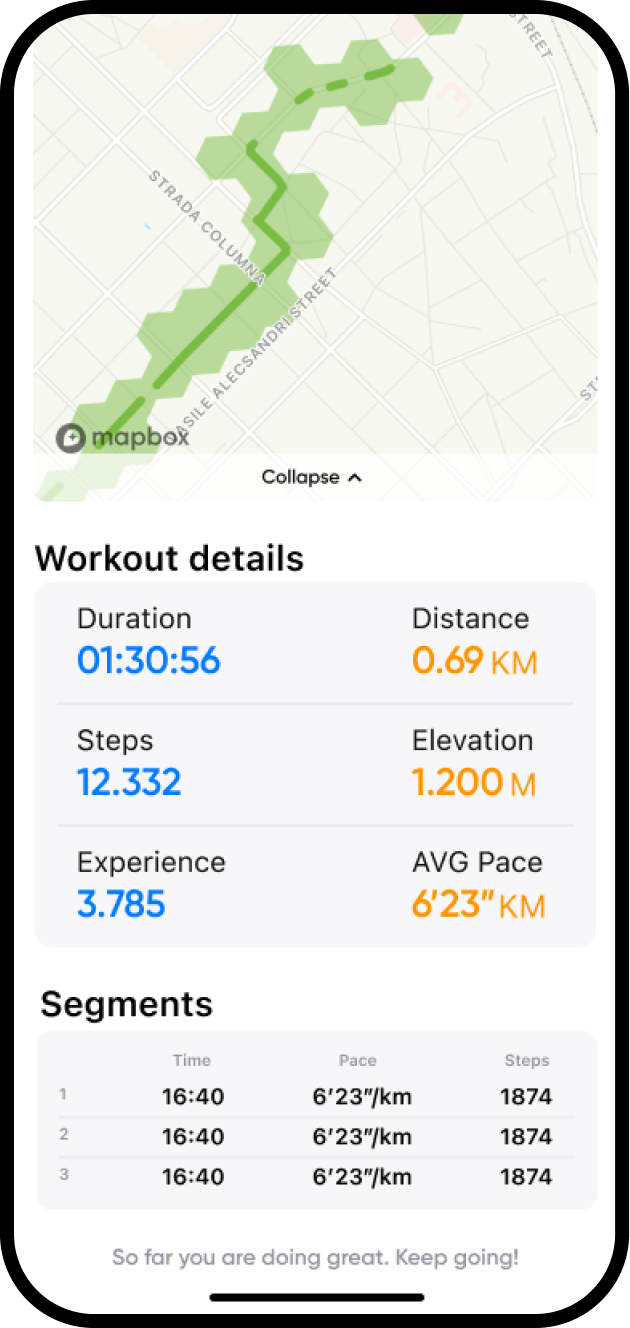 STREET
STRADA COLUMNA
VASILE ALECSANDRI STREET
mapbox
Collapse
Workout details
Duration Distance
01:30:56 0.69 KM
Steps Elevation
12.332 1.200 M
Experience AVG Pace
3.785 6'23" KM
Segments
Time Pace Steps
1 16:40 6'23"/km 1874
2 16:40 6'23"/km 1874
3 16:40 6'23"/km 1874
So far you are doing great. Keep going!